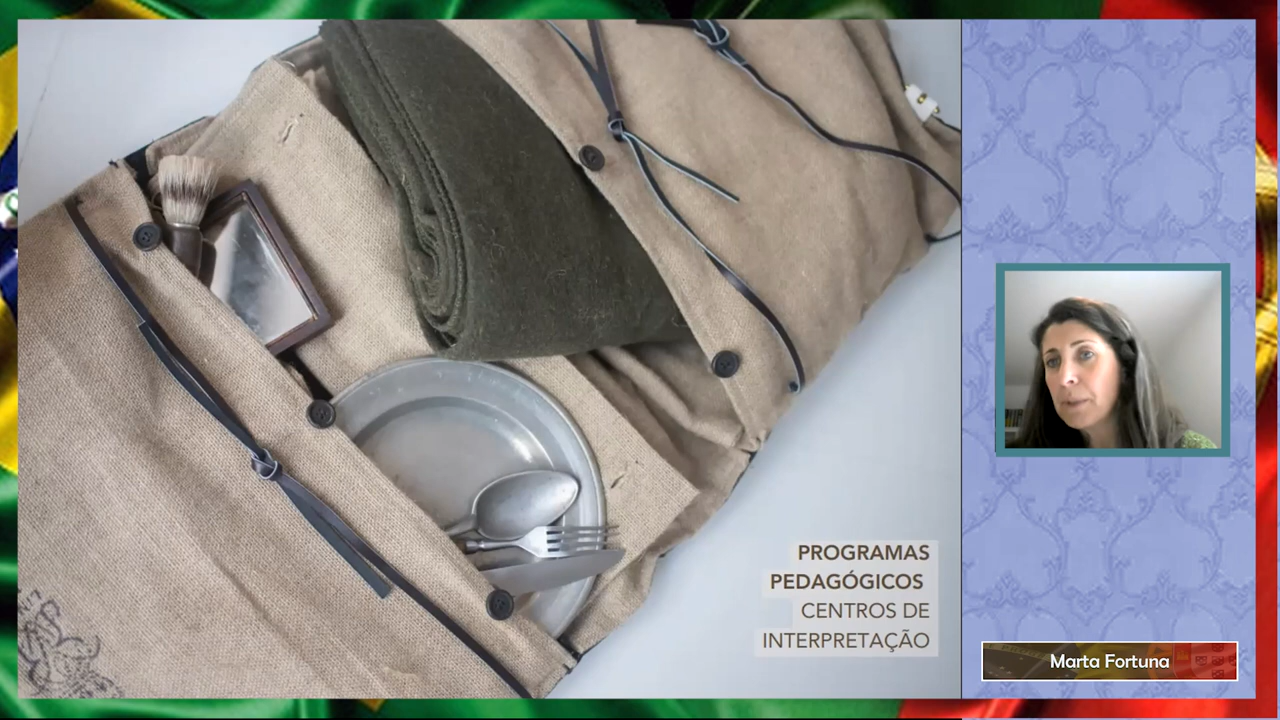 PROGRAMAS
PEDAGÓGICOS
CENTROS DE
INTERPRETAÇÃO
Marta Fortuna